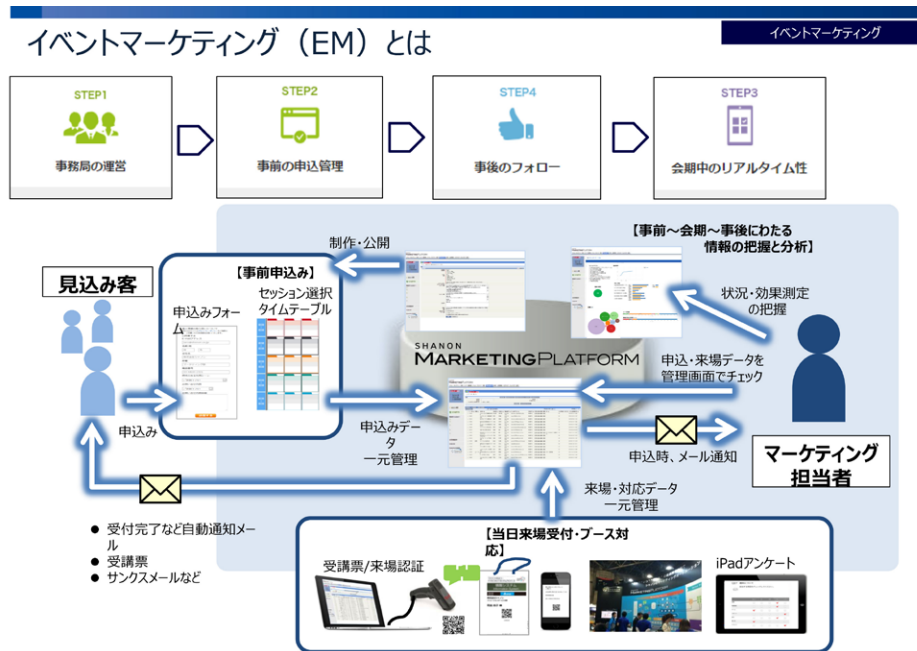 イベントマーケティング
イベントマーケティング（EM）とは
STEP1
事務局の運営
STEP2
事前の申込管理
STEP4
事後のフォロー
STEP3
会期中のリアルタイム性
制作・公開
【事前～会期～事後にわたる
情報の把握と分析】
見込み客
【事前申込み】
セッション選択
タイムテーブル
申込みフォー
ム
状況・効果測定
の把握
SHANON
MARKETINGPLATFORM
申込・来場データを
管理画面でチェック
申込み
申込みデー
タ
一元管理
申込時、メール通知
マーケティング
担当者
来場・対応データ
一元管理
● 受付完了など自動通知メー
ル
● 受講票
● サンクスメールなど
【当日来場受付・ブース対
応】
受講票/来場認証
iPadアンケート